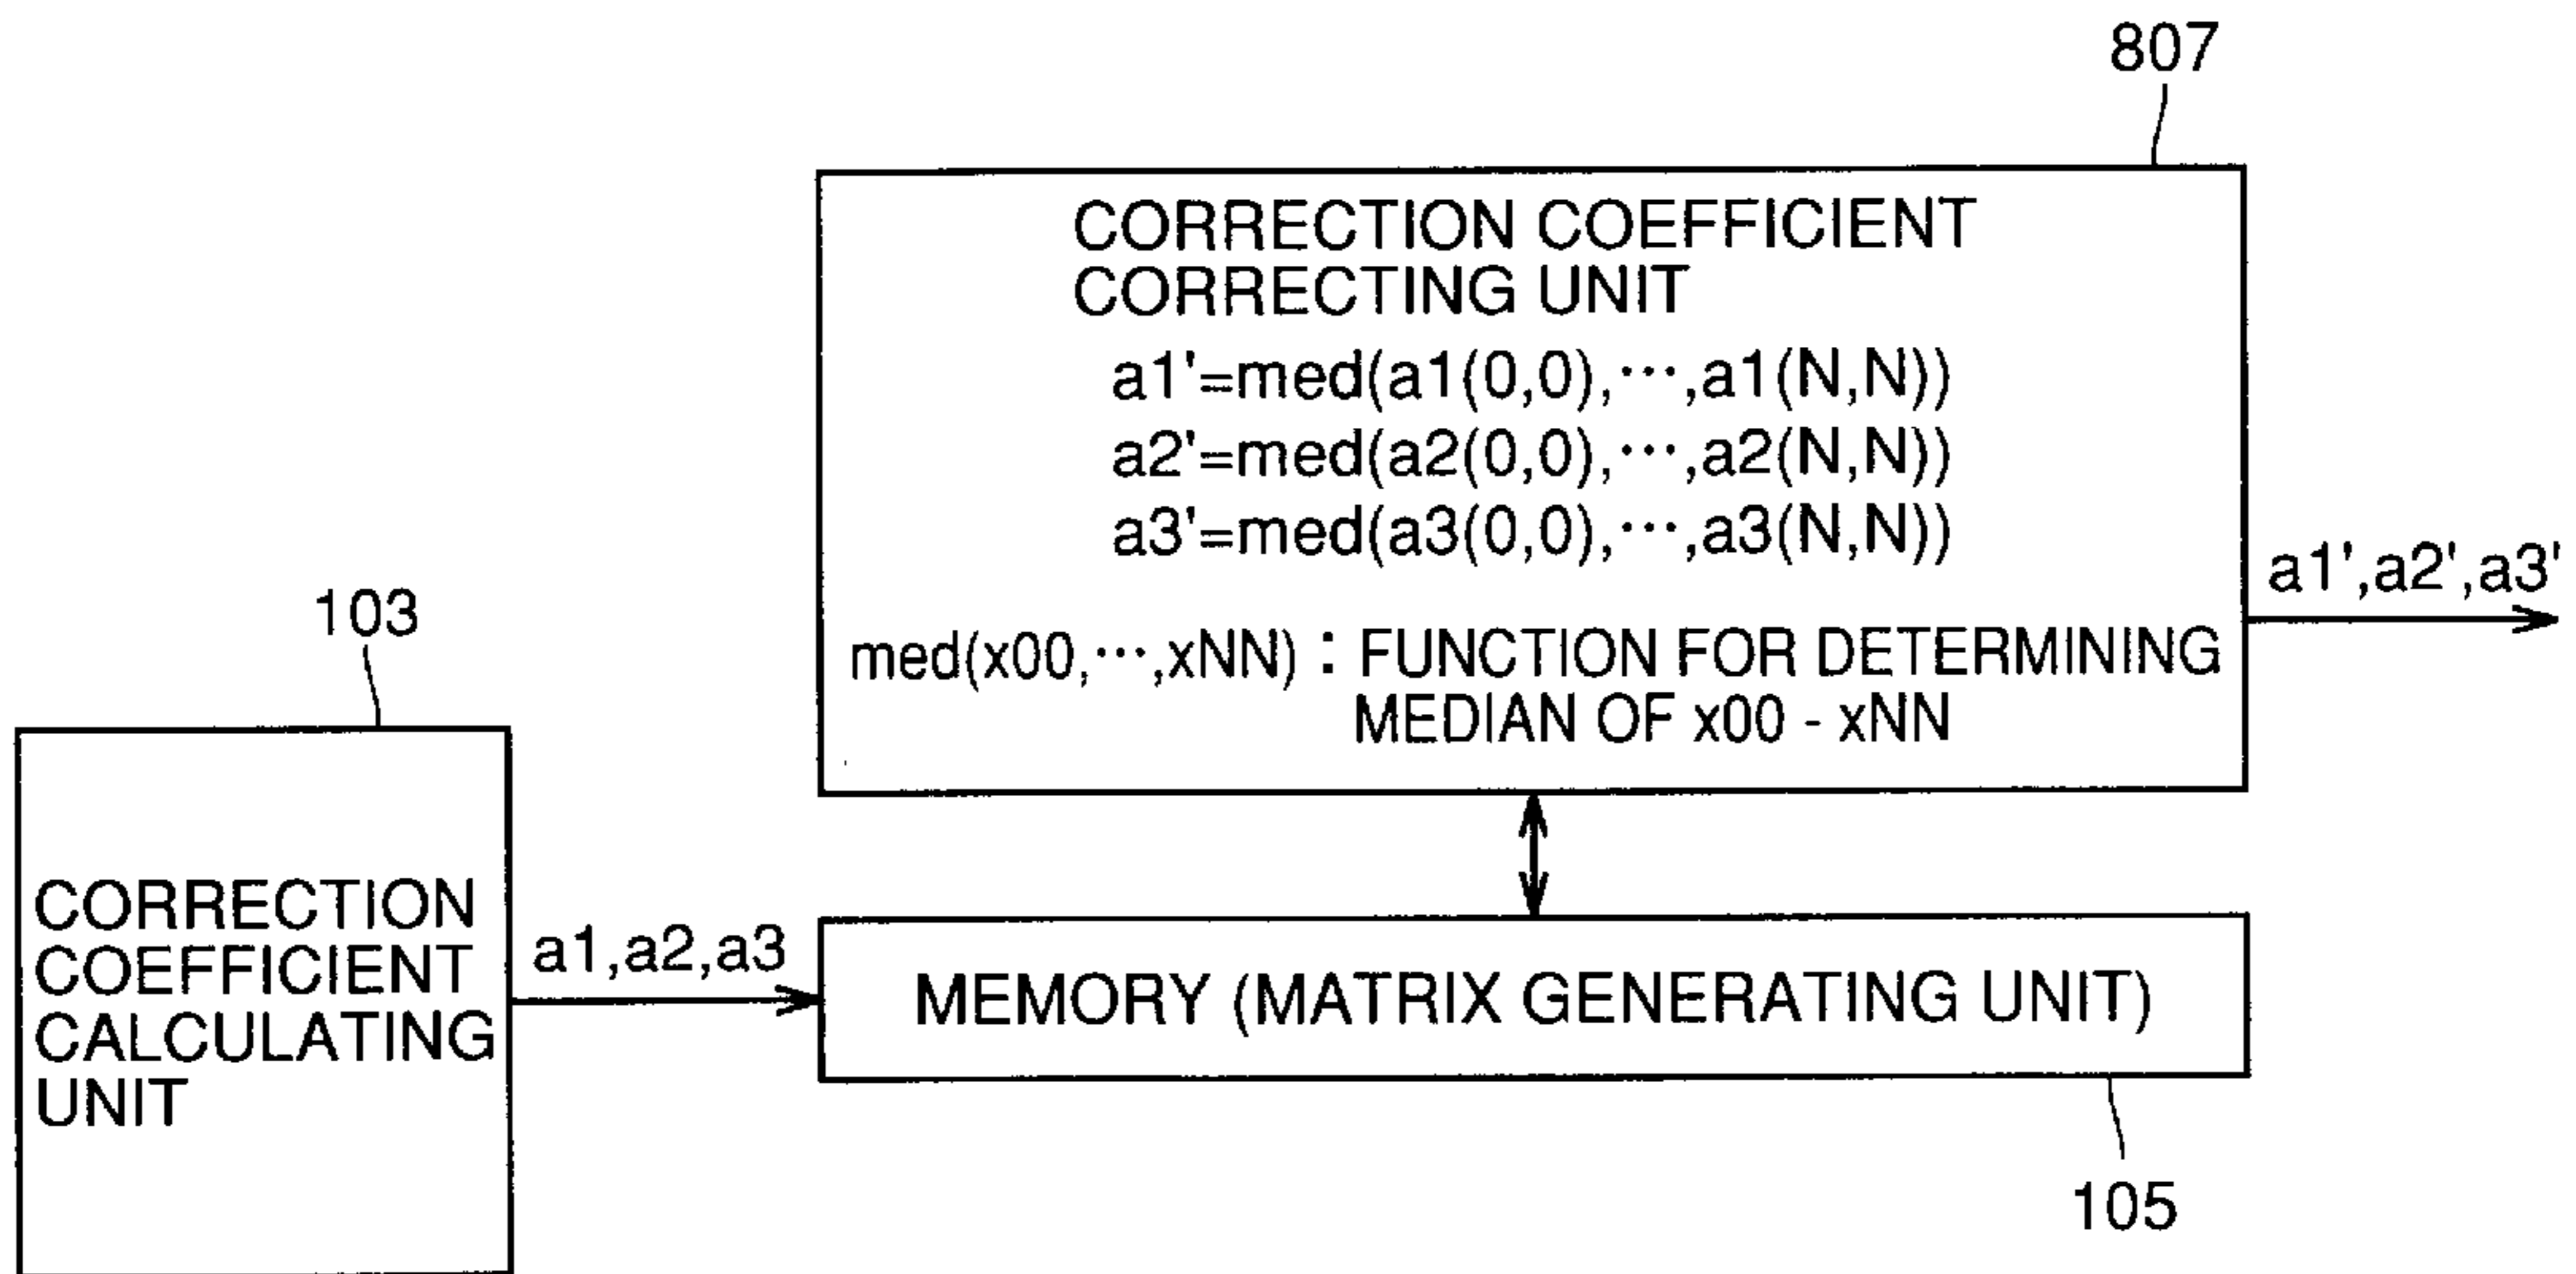 807
CORRECTION COEFFICIENT
CORRECTING UNIT
a1'=med(a1(0,0),···,a1(N,N))
a2'=med(a2(0,0),···,a2(N,N))
a3'=med(a3(0,0),···,a3(N,N))
med(x00,···,xNN) : FUNCTION FOR DETERMINING
MEDIAN OF x00 - xNN
a1',a2',a3'
103
CORRECTION
COEFFICIENT
CALCULATING
UNIT
a1,a2,a3
MEMORY (MATRIX GENERATING UNIT)
105